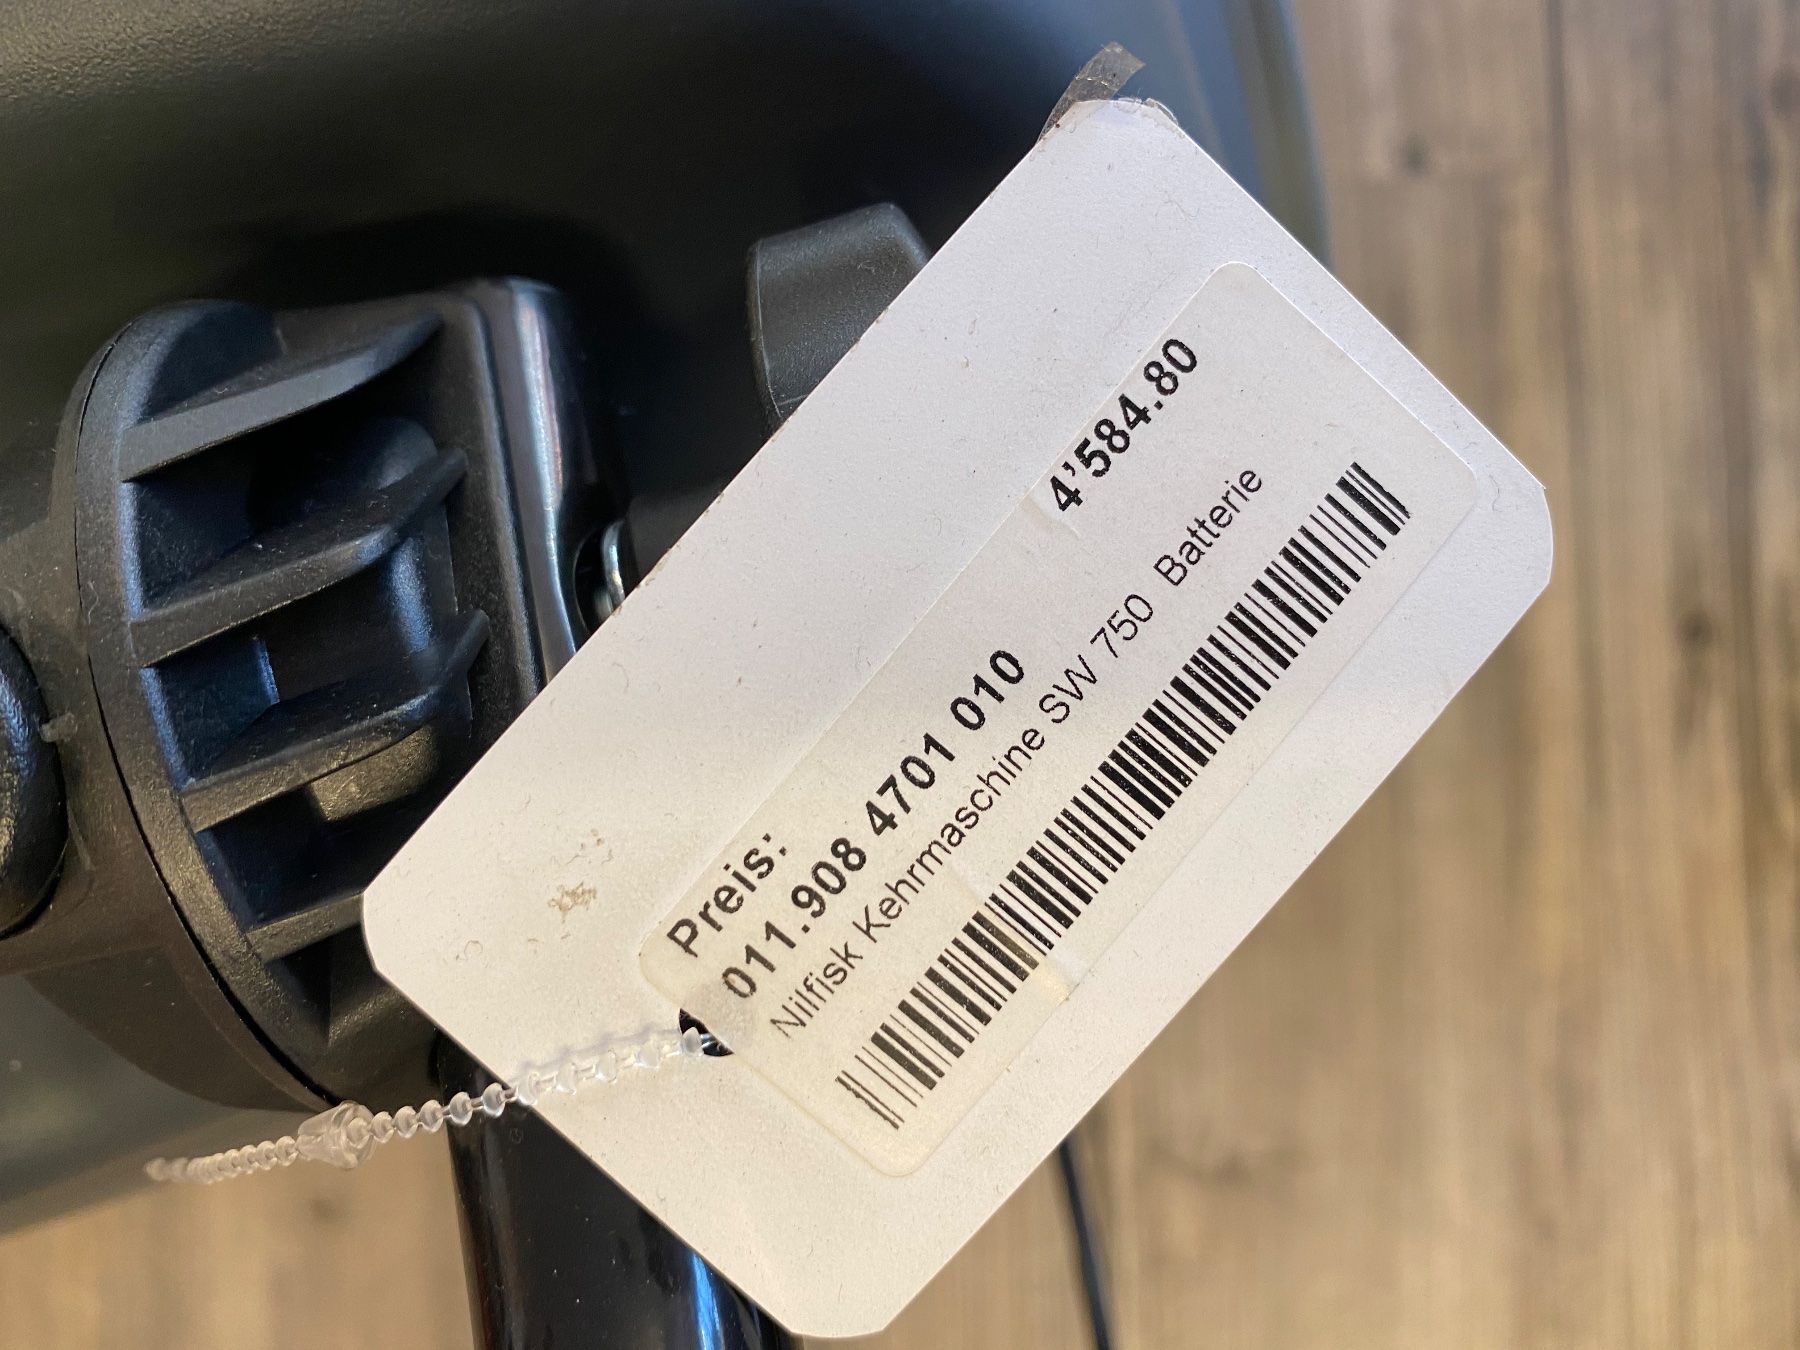 Preis: 4'584.80
011.908 4701 010
Nilfisk Kehrmaschine SW 750 Batterie